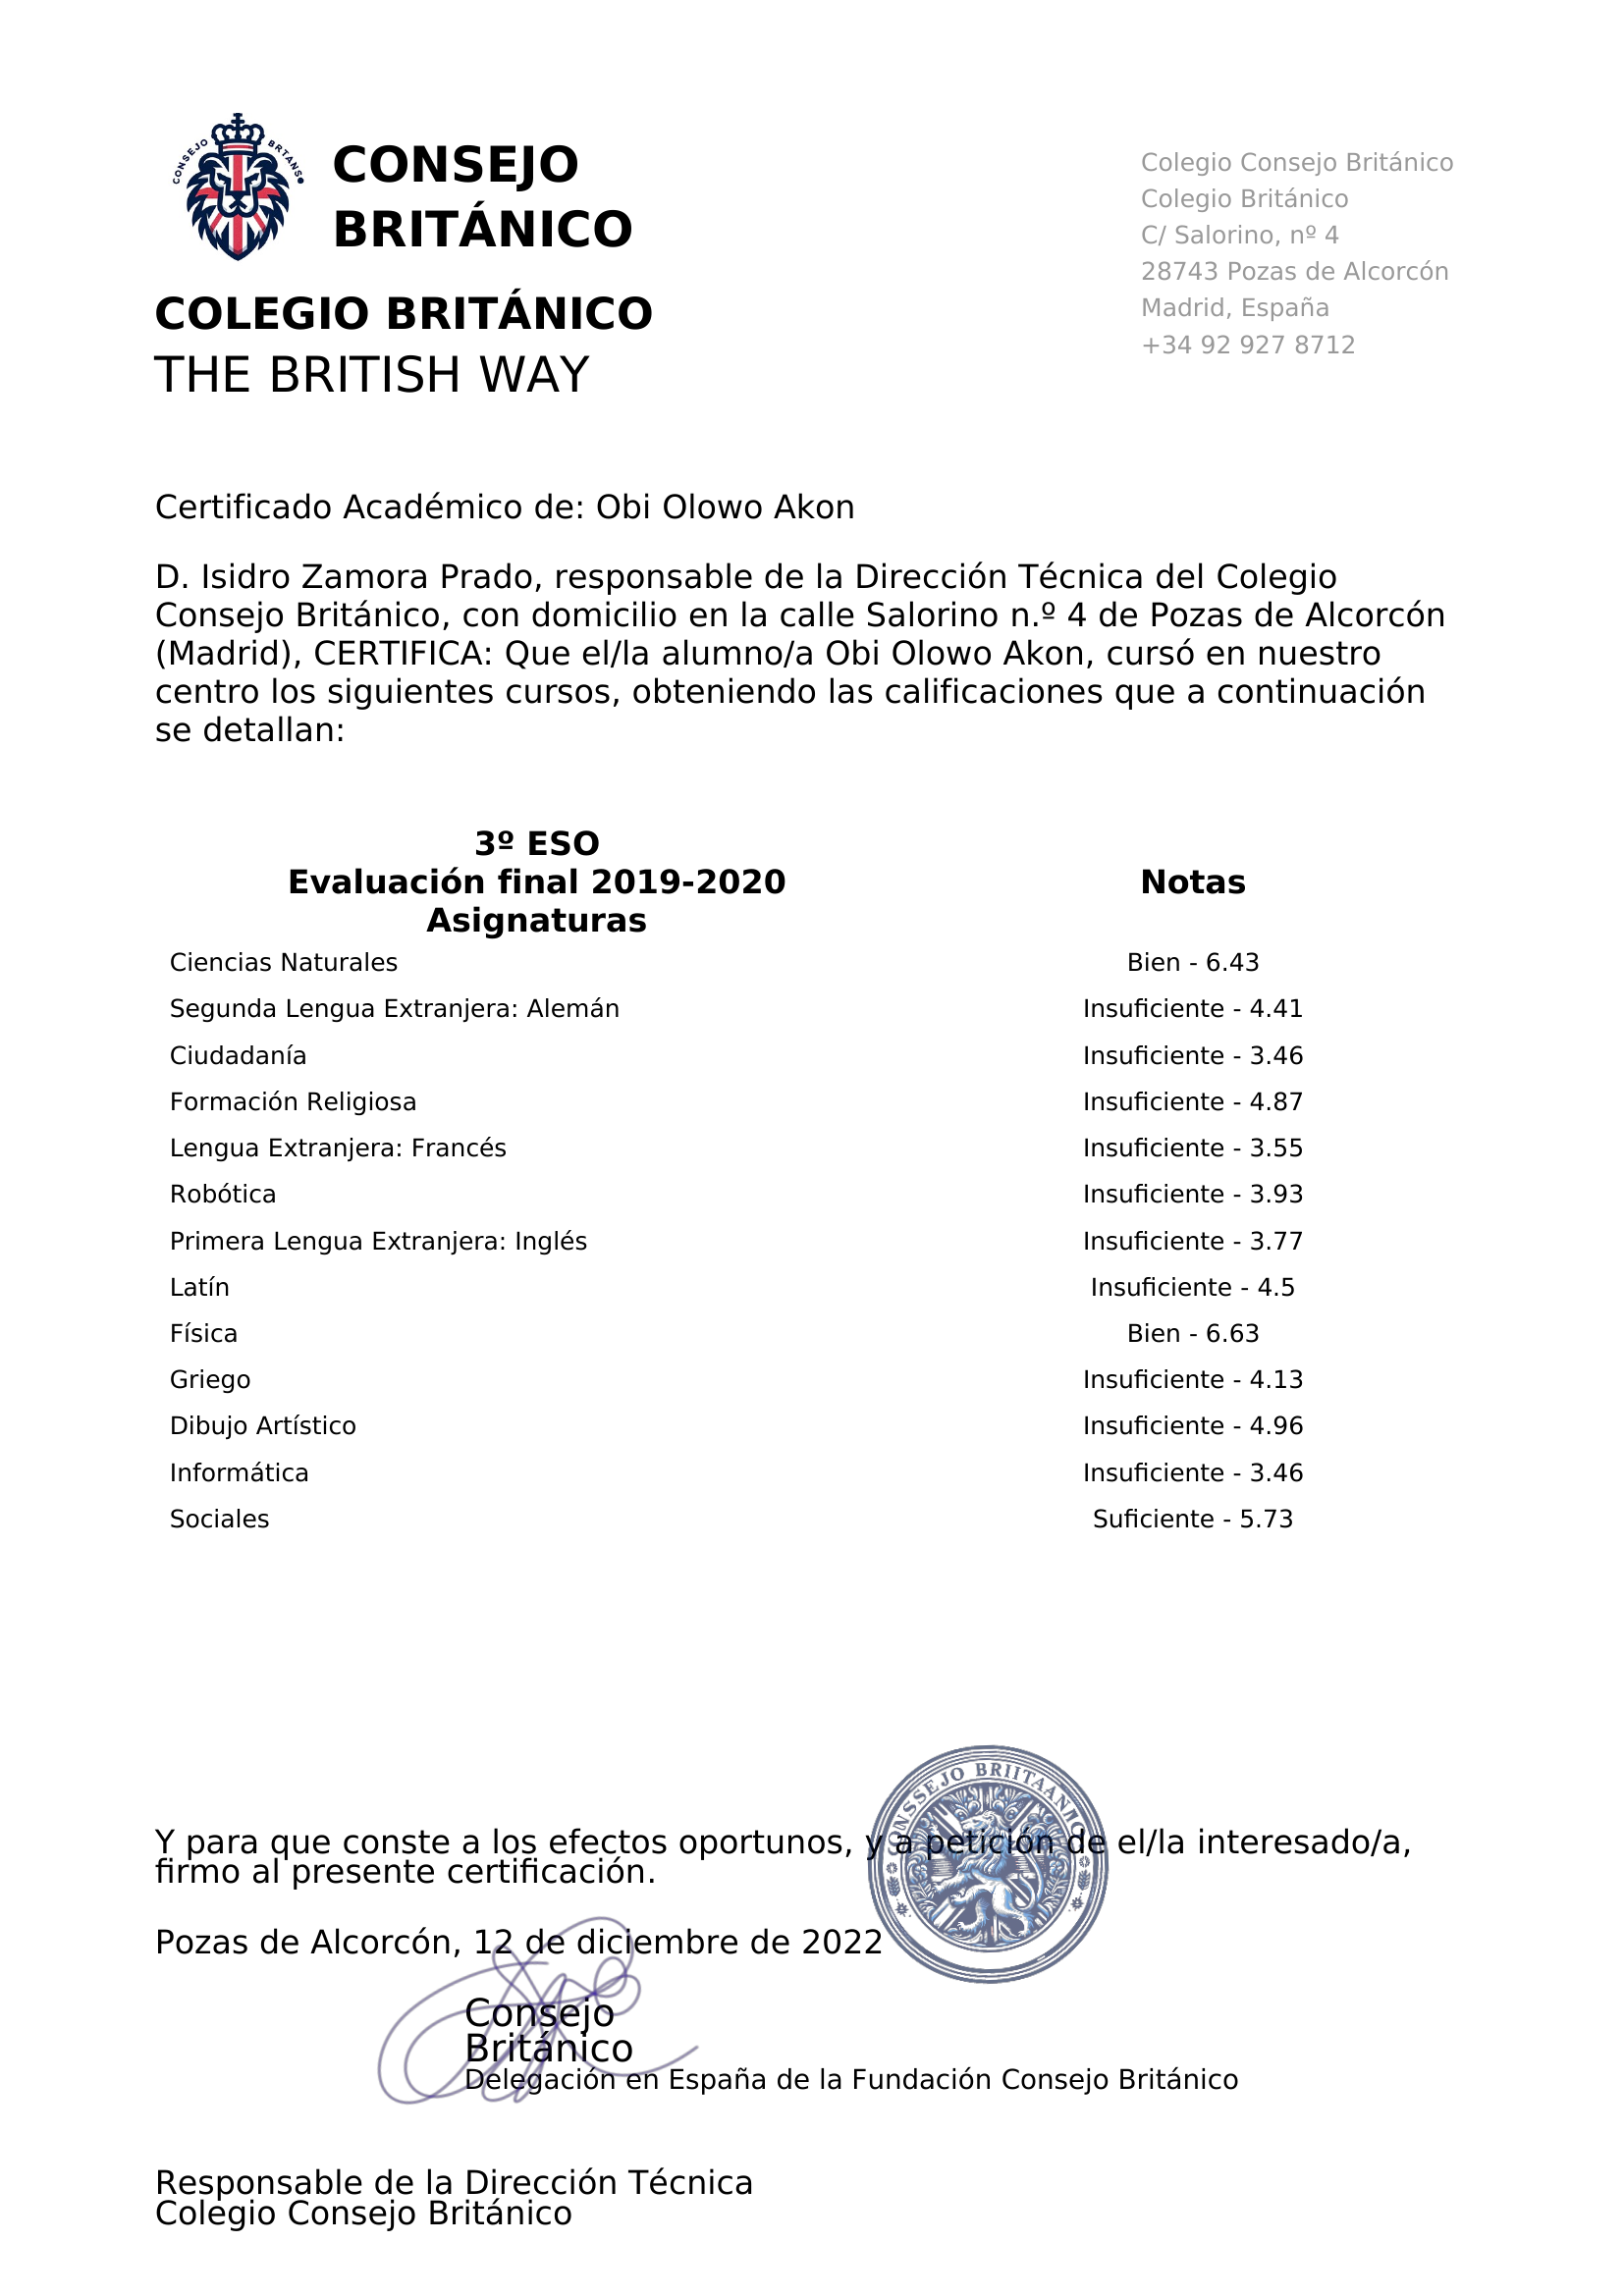 CONSEJO BRTANS
CONSEJO
BRITÁNICO
COLEGIO BRITÁNICO
THE BRITISH WAY
Colegio Consejo Británico
Colegio Británico
C/ Salorino, nº 4
28743 Pozas de Alcorcón
Madrid, España
+34 92 927 8712
Certificado Académico de: Obi Olowo Akon
D. Isidro Zamora Prado, responsable de la Dirección Técnica del Colegio
Consejo Británico, con domicilio en la calle Salorino n.º 4 de Pozas de Alcorcón
(Madrid), CERTIFICA: Que el/la alumno/a Obi Olowo Akon, cursó en nuestro
centro los siguientes cursos, obteniendo las calificaciones que a continuación
se detallan:
3º ESO
Evaluación final 2019-2020 Notas
Asignaturas
Ciencias Naturales Bien - 6.43
Segunda Lengua Extranjera: Alemán Insuficiente - 4.41
Ciudadanía Insuficiente - 3.46
Formación Religiosa Insuficiente - 4.87
Lengua Extranjera: Francés Insuficiente - 3.55
Robótica Insuficiente - 3.93
Primera Lengua Extranjera: Inglés Insuficiente - 3.77
Latín Insuficiente - 4.5
Física Bien - 6.63
Griego Insuficiente - 4.13
Dibujo Artístico Insuficiente - 4.96
Informática Insuficiente - 3.46
Sociales Suficiente - 5.73
Y para que conste a los efectos oportunos, y a petición de el/la interesado/a,
firmo al presente certificación.
Pozas de Alcorcón, 12 de diciembre de 2022
Consejo
Británico
Delegación en España de la Fundación Consejo Británico
Responsable de la Dirección Técnica
Colegio Consejo Británico